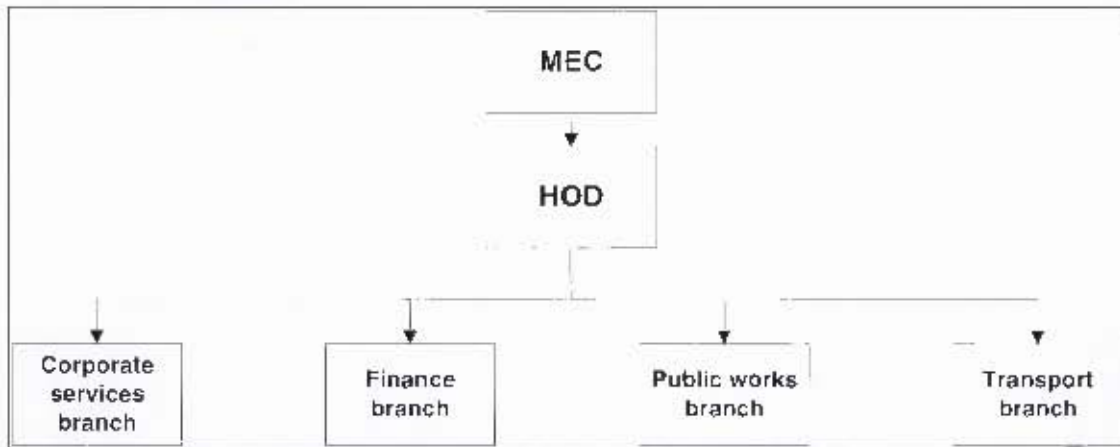 MEC
HOD
Corporate
services
branch
Finance
branch
Public works
branch
Transport
branch